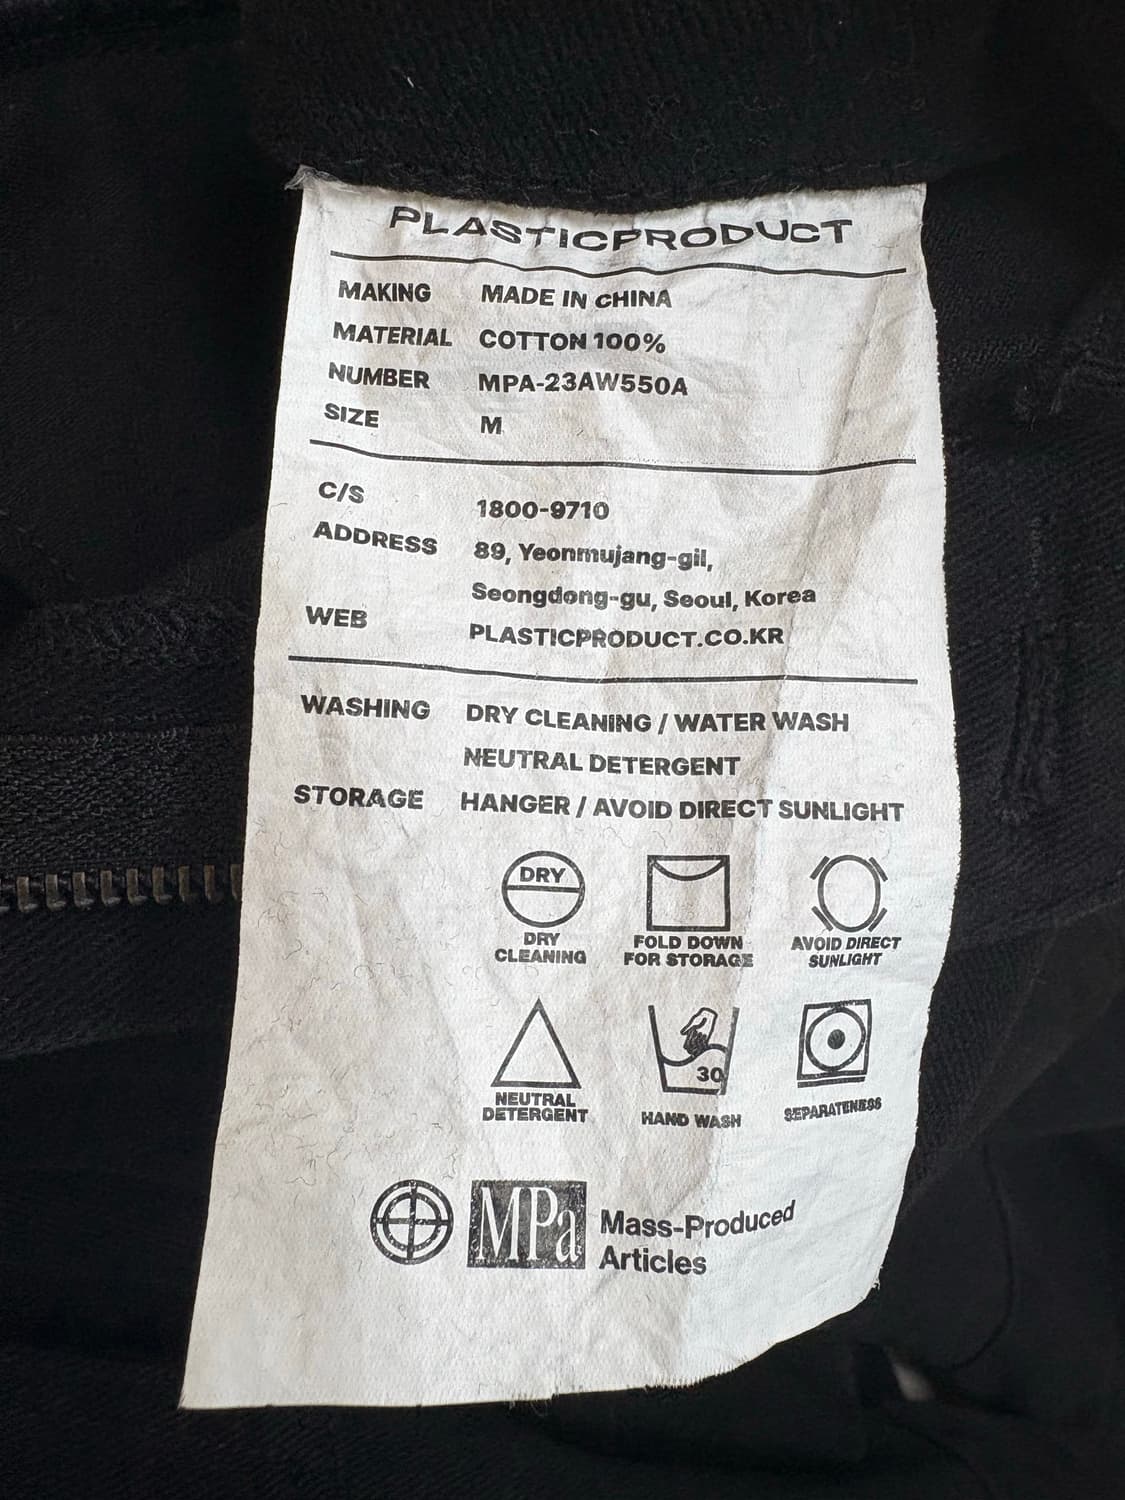 PLASTICPRODUCT
MAKING MADE IN CHINA
MATERIAL COTTON 100%
NUMBER MPA-23AW550A
SIZE M
C/S 1800-9710
ADDRESS 89, Yeonmujang-gil,
Seongdong-gu, Seoul, Korea
WEB PLASTICPRODUCT.CO.KR
WASHING DRY CLEANING / WATER WASH
NEUTRAL DETERGENT
STORAGE HANGER / AVOID DIRECT SUNLIGHT
DRY
DRY
CLEANING
FOLD DOWN
FOR STORAGE
AVOID DIRECT
SUNLIGHT
NEUTRAL
DETERGENT
30
HAND WASH
SEPARATENESS
MPa
Mass-Produced
Articles